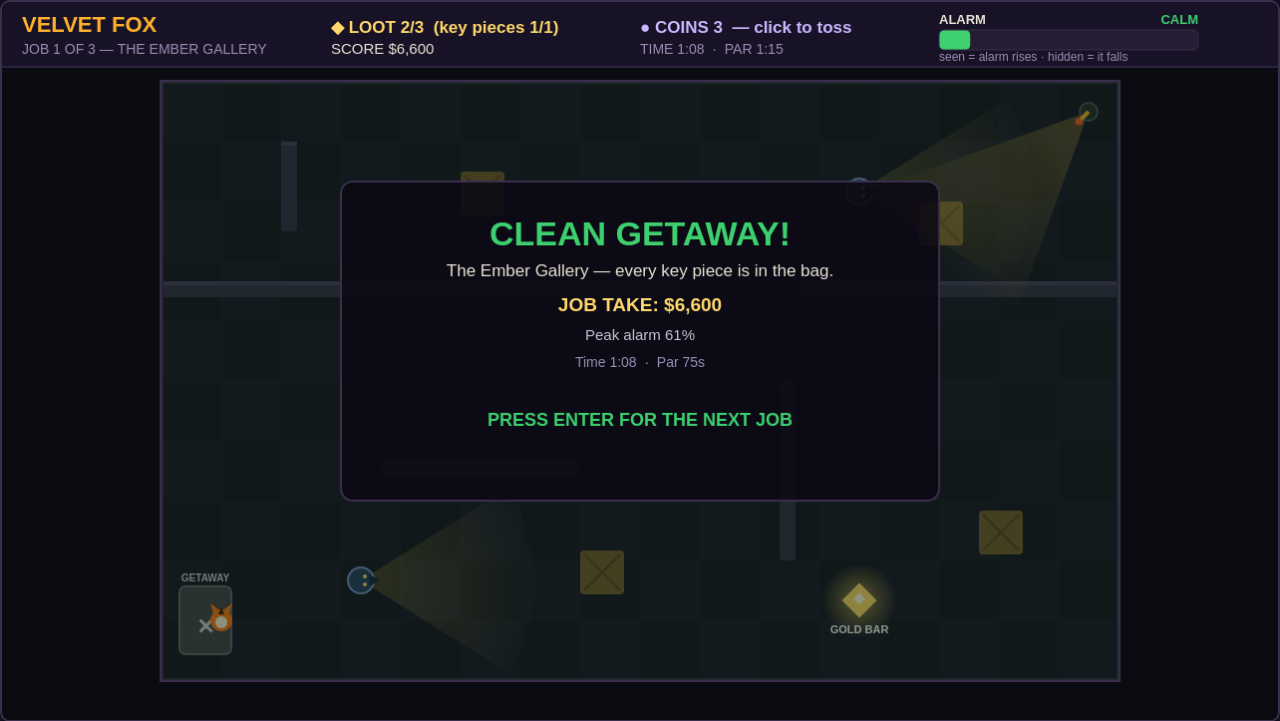 VELVET FOX
JOB 1 OF 3 — THE EMBER GALLERY
◆ LOOT 2/3 (key pieces 1/1)
SCORE $6,600
● COINS 3 — click to toss
TIME 1:08 · PAR 1:15
ALARM CALM
seen = alarm rises · hidden = it falls
CLEAN GETAWAY!
The Ember Gallery — every key piece is in the bag.
JOB TAKE: $6,600
Peak alarm 61%
Time 1:08 · Par 75s
PRESS ENTER FOR THE NEXT JOB
GETAWAY
GOLD BAR